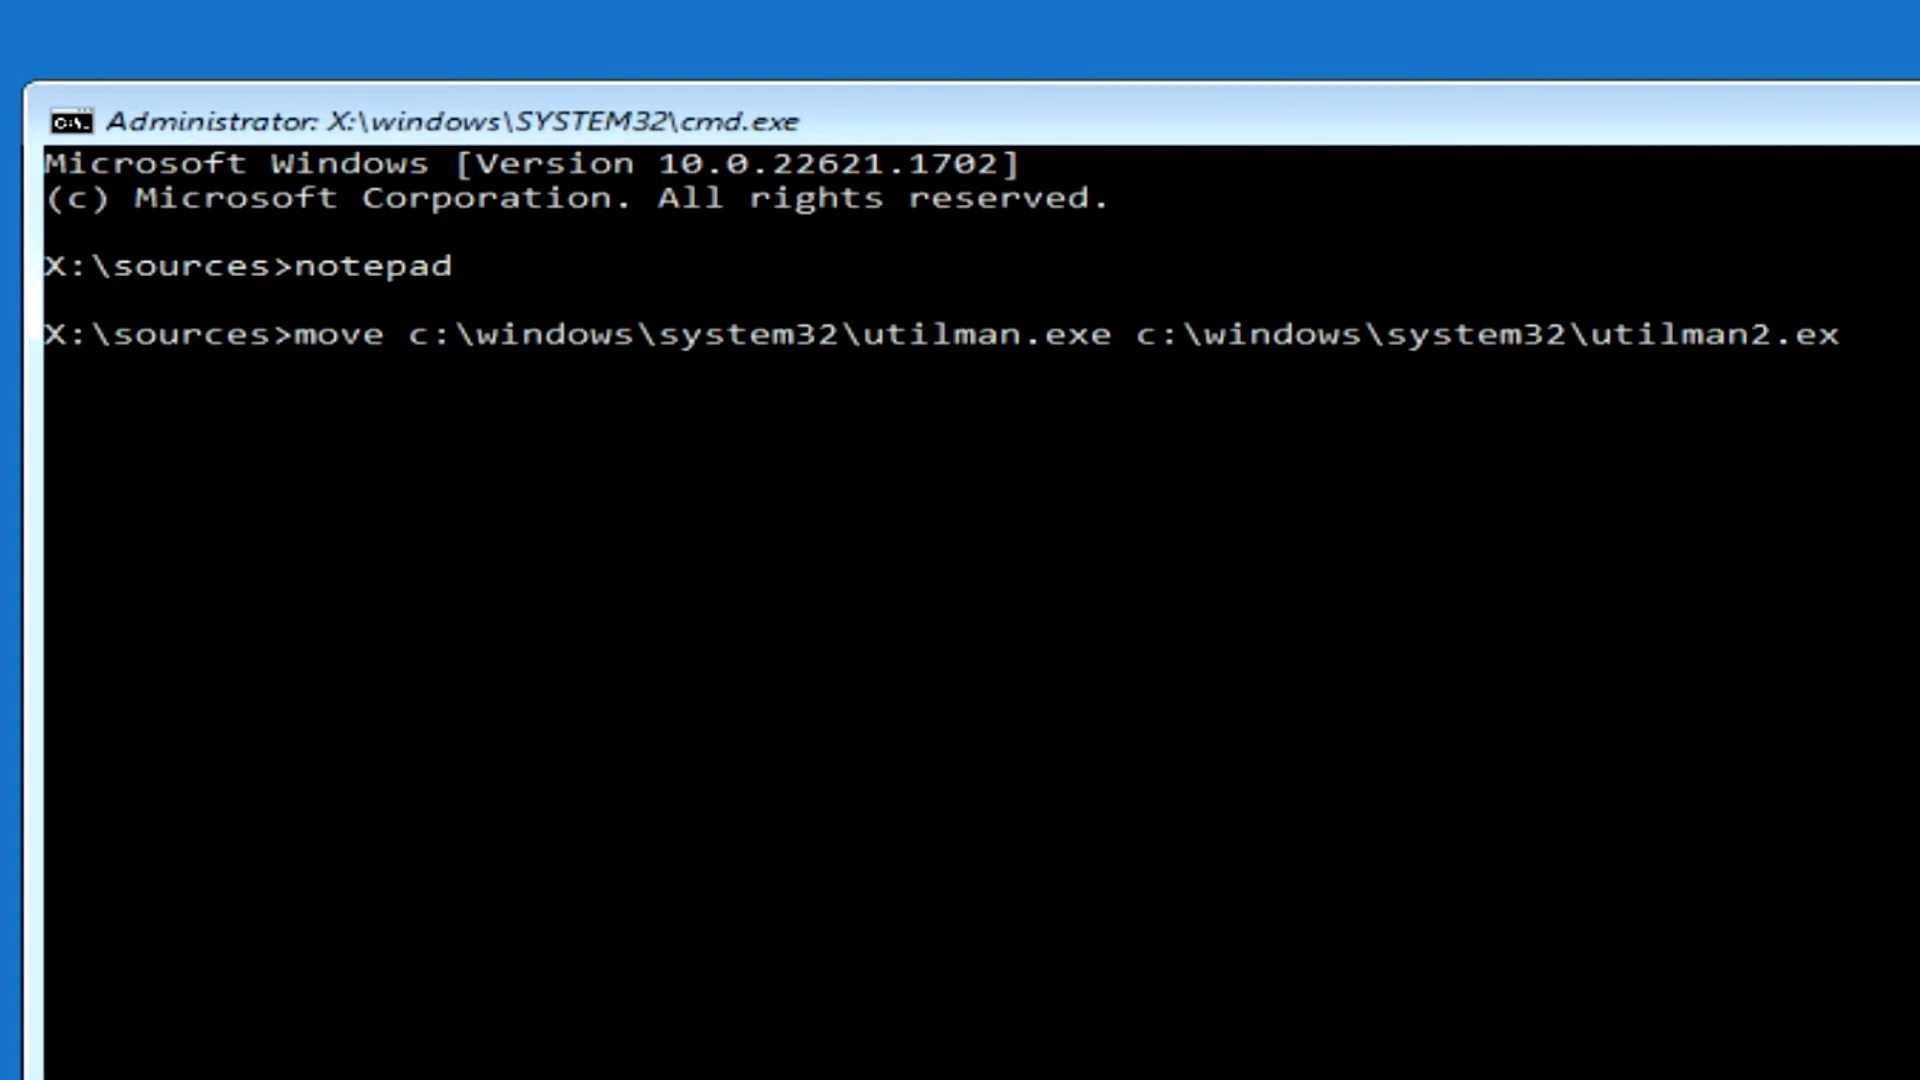 Administrator: X:\windows\SYSTEM32\cmd.exe
Microsoft Windows [Version 10.0.22621.1702]
(c) Microsoft Corporation. All rights reserved.
X:\sources>notepad
X:\sources>move c:\windows\system32\utilman.exe c:\windows\system32\utilman2.ex